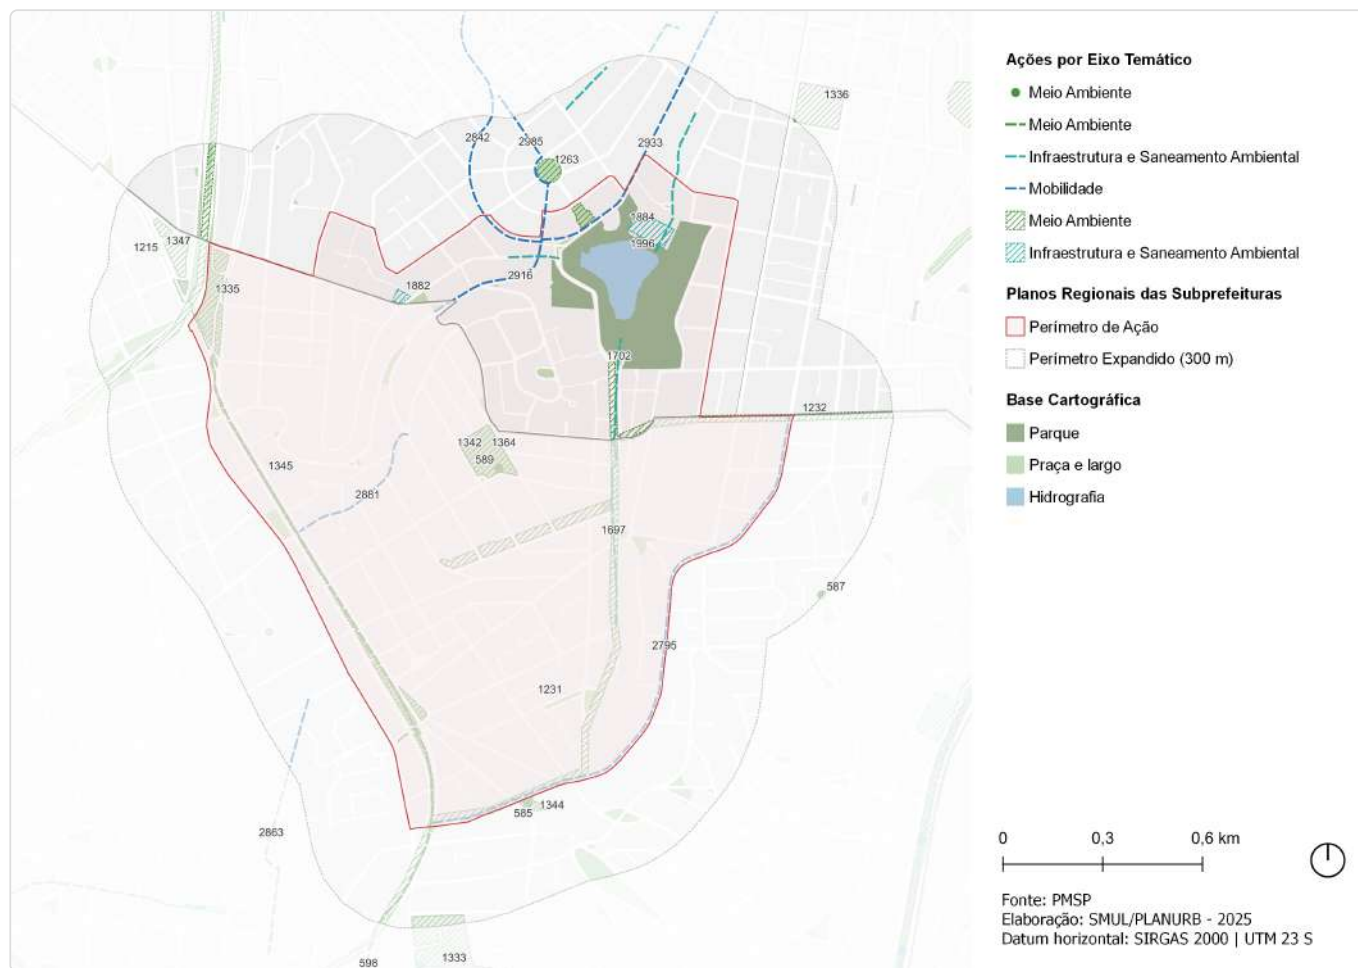 1336
2842
2985
2933
1263
1215
1347
1884
1996
2916
1335
1882
1702
1232
1342
1364
589
1345
2881
1697
587
2795
1231
585
1344
2863
598
1333
Ações por Eixo Temático
Meio Ambiente
Meio Ambiente
Infraestrutura e Saneamento Ambiental
Mobilidade
Meio Ambiente
Infraestrutura e Saneamento Ambiental
Planos Regionais das Subprefeituras
Perímetro de Ação
Perímetro Expandido (300 m)
Base Cartográfica
Parque
Praça e largo
Hidrografia
0 0,3 0,6 km
Fonte: PMSP
Elaboração: SMUL/PLANURB - 2025
Datum horizontal: SIRGAS 2000 | UTM 23 S